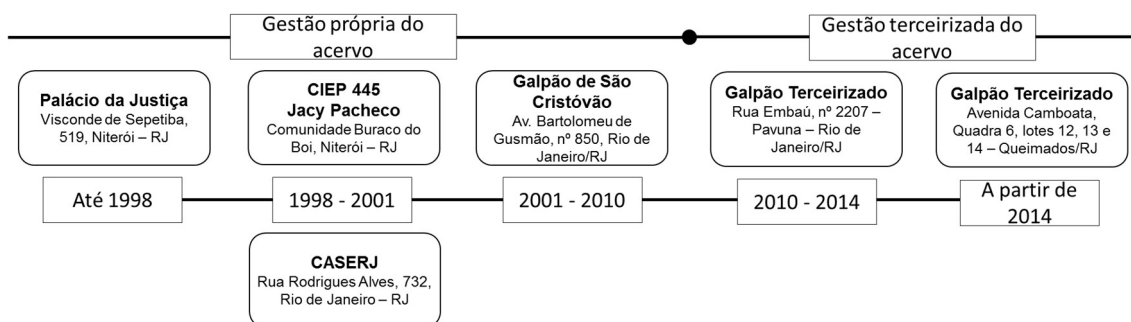 Gestão própria do
acervo
Gestão terceirizada do
acervo
Palácio da Justiça
Visconde de Sepetiba,
519, Niterói – RJ
CIEP 445
Jacy Pacheco
Comunidade Buraco do
Boi, Niterói – RJ
Galpão de São
Cristóvão
Av. Bartolomeu de
Gusmão, nº 850, Rio de
Janeiro/RJ
Galpão Terceirizado
Rua Embaú, nº 2207 –
Pavuna – Rio de
Janeiro/RJ
Galpão Terceirizado
Avenida Camboata,
Quadra 6, lotes 12, 13 e
14 – Queimados/RJ
Até 1998
1998 - 2001
2001 - 2010
2010 - 2014
A partir de
2014
CASERJ
Rua Rodrigues Alves, 732,
Rio de Janeiro – RJ